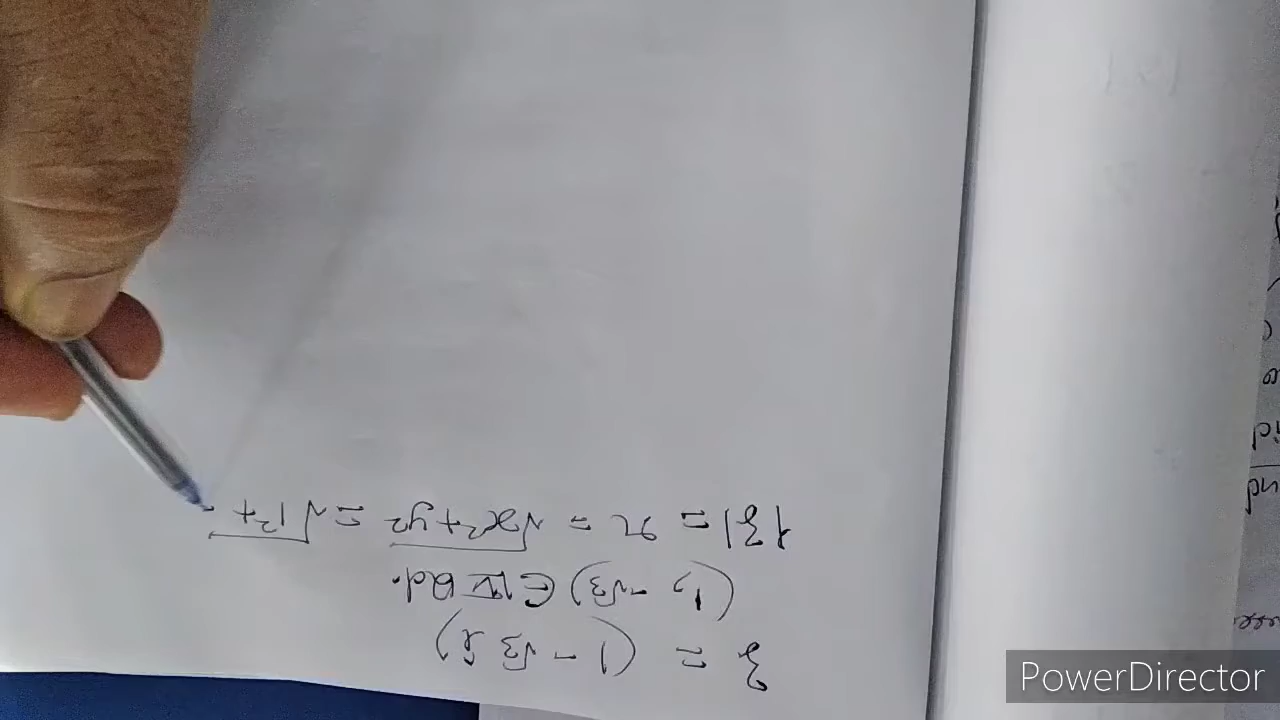 z = (1 - √3 i)
(1, -√3) ∈ IV Qd.
|z| = r = √x²+y² = √1²+
PowerDirector